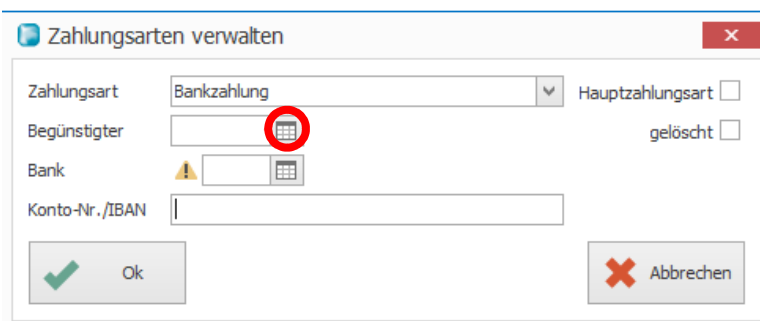 Zahlungsarten verwalten
Zahlungsart Bankzahlung Hauptzahlungsart
Begünstigter gelöscht
Bank
Konto-Nr./IBAN
Ok Abbrechen